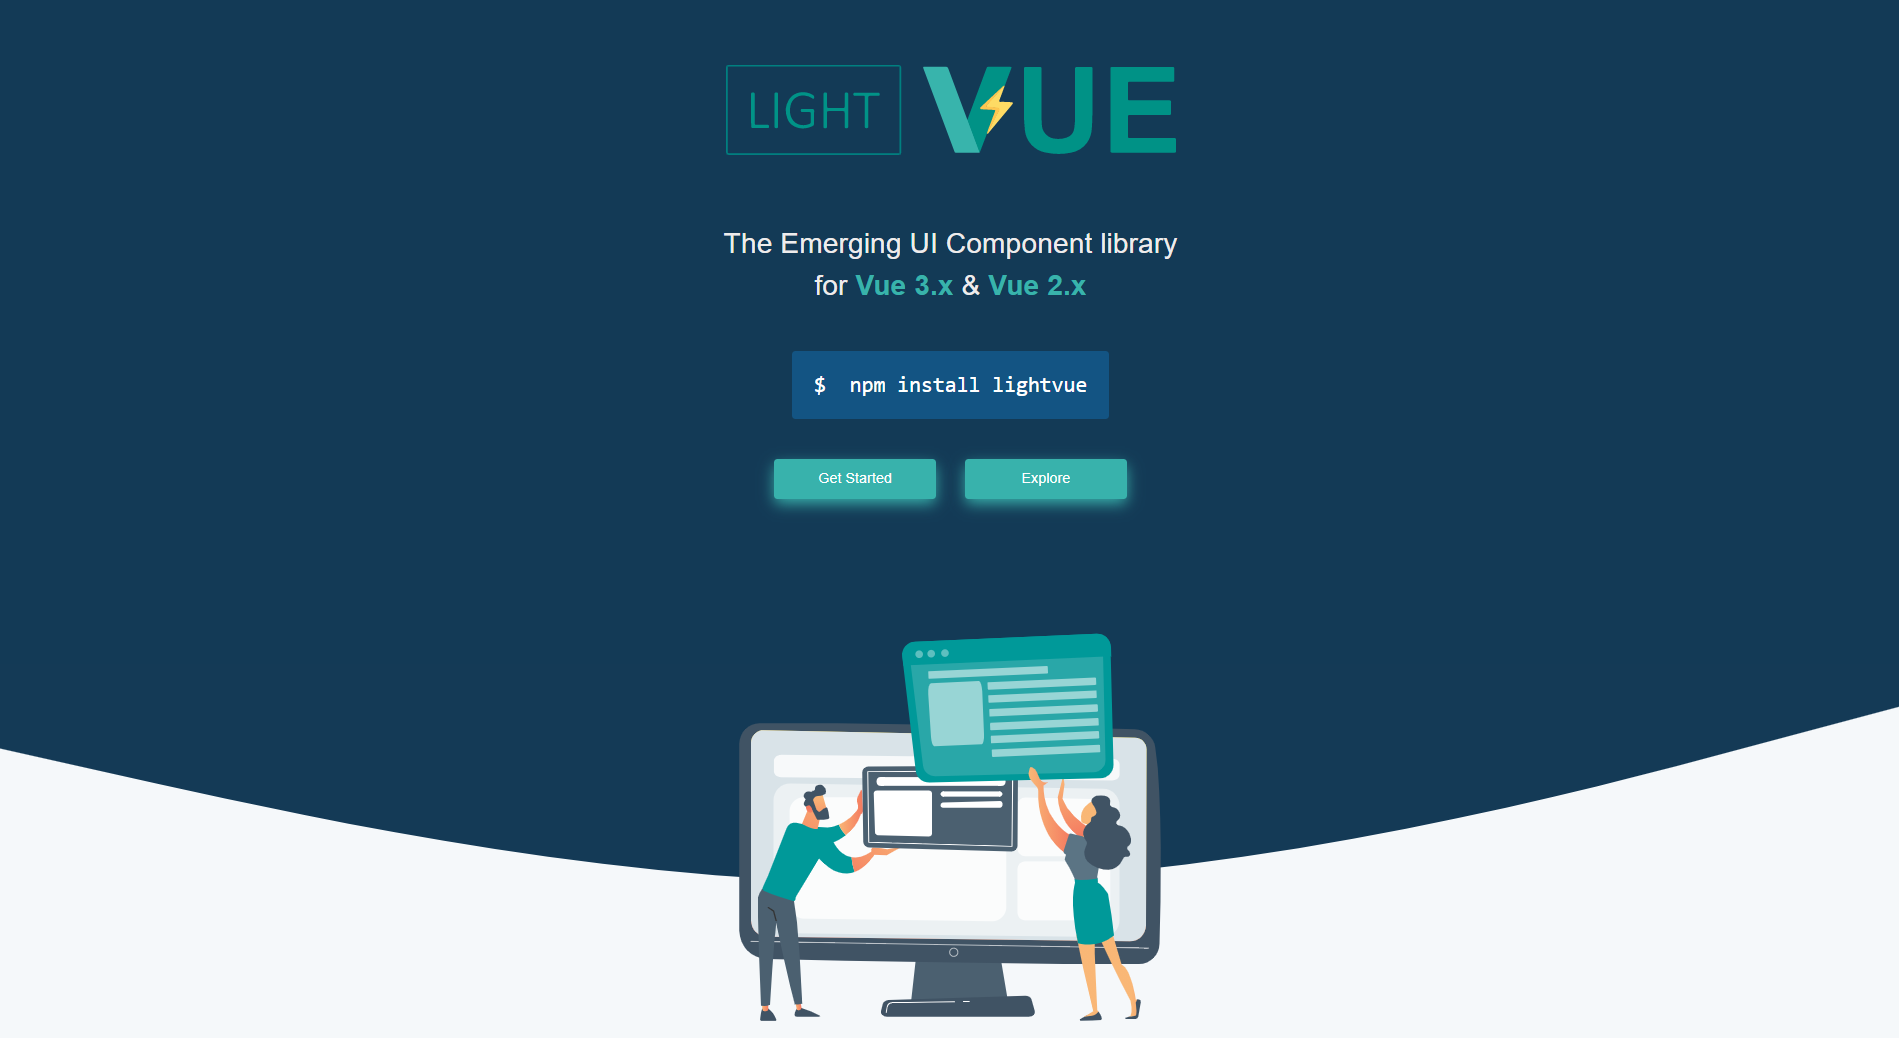 LIGHT VUE
The Emerging UI Component library
for Vue 3.x & Vue 2.x
$ npm install lightvue
Get Started Explore